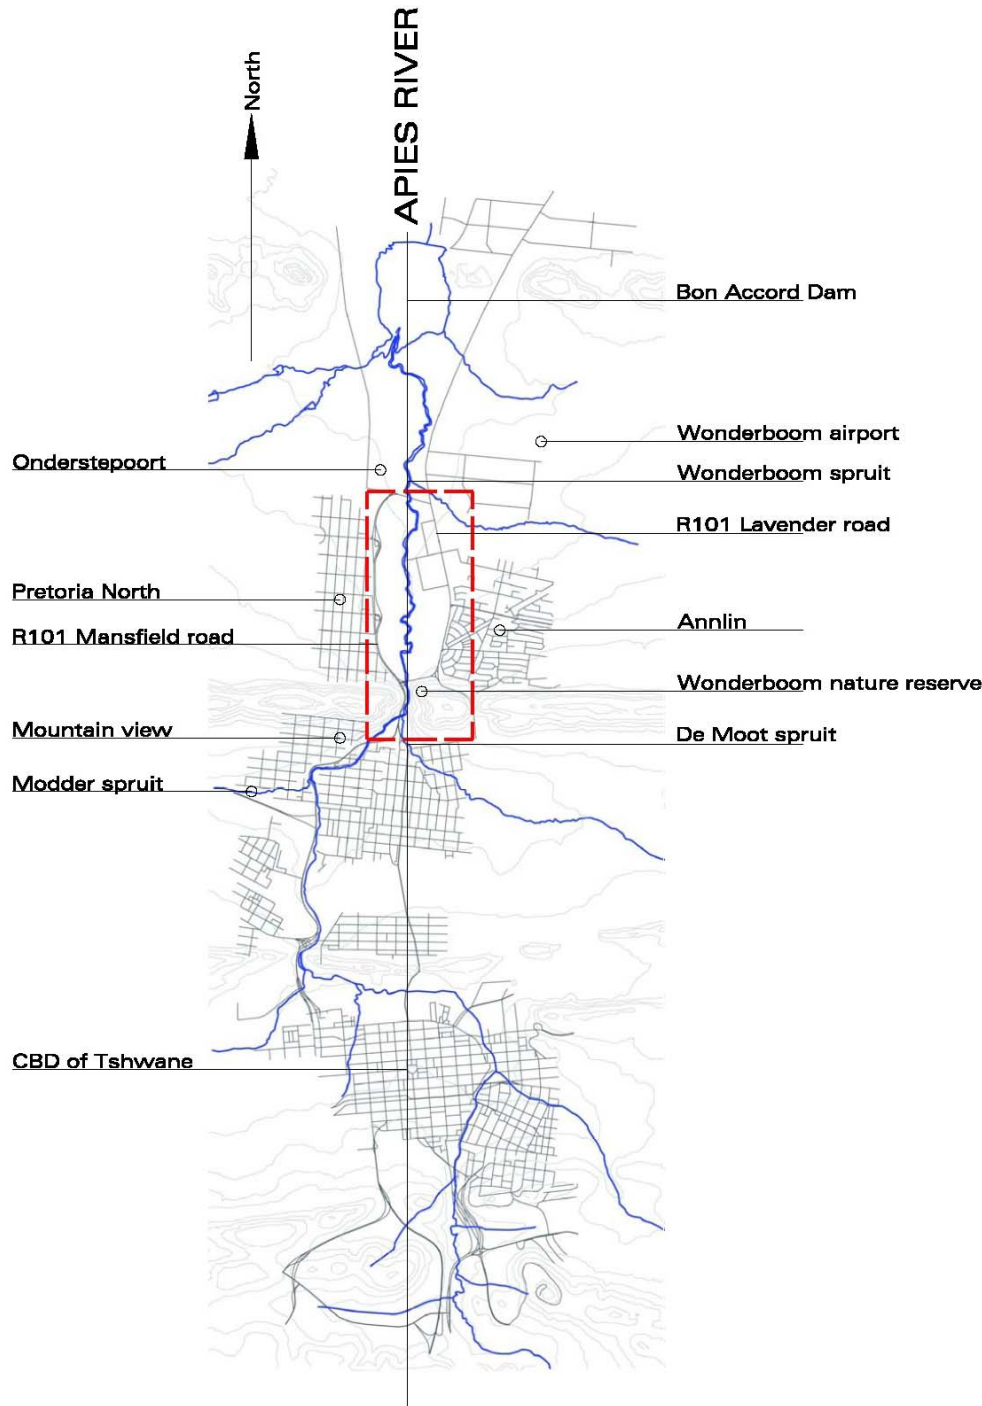 North
APIES RIVER
Bon Accord Dam
Wonderboom airport
Onderstepoort
Wonderboom spruit
R101 Lavender road
Pretoria North
Annlin
R101 Mansfield road
Wonderboom nature reserve
Mountain view
De Moot spruit
Modder spruit
CBD of Tshwane